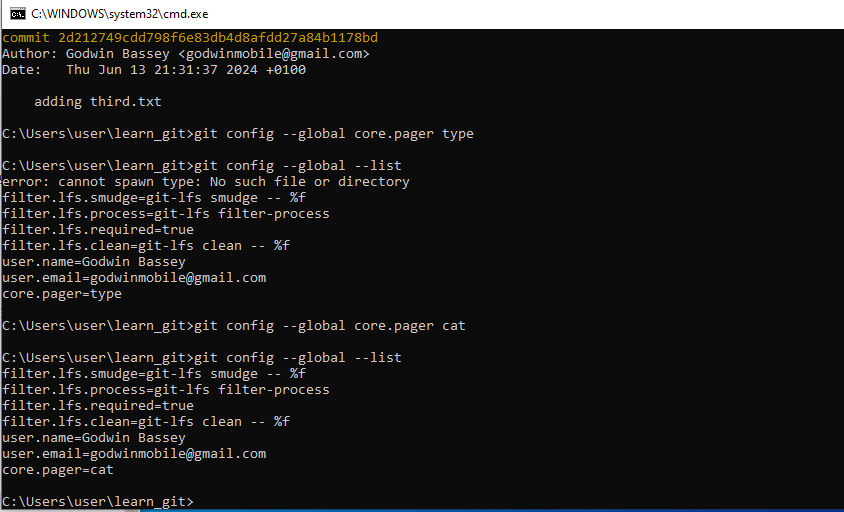 C:\WINDOWS\system32\cmd.exe
commit 2d212749cdd798f6e83db4d8afdd27a84b1178bd
Author: Godwin Bassey <godwinmobile@gmail.com>
Date:   Thu Jun 13 21:31:37 2024 +0100
    adding third.txt
C:\Users\user\learn_git>git config --global core.pager type
C:\Users\user\learn_git>git config --global --list
error: cannot spawn type: No such file or directory
filter.lfs.smudge=git-lfs smudge -- %f
filter.lfs.process=git-lfs filter-process
filter.lfs.required=true
filter.lfs.clean=git-lfs clean -- %f
user.name=Godwin Bassey
user.email=godwinmobile@gmail.com
core.pager=type
C:\Users\user\learn_git>git config --global core.pager cat
C:\Users\user\learn_git>git config --global --list
filter.lfs.smudge=git-lfs smudge -- %f
filter.lfs.process=git-lfs filter-process
filter.lfs.required=true
filter.lfs.clean=git-lfs clean -- %f
user.name=Godwin Bassey
user.email=godwinmobile@gmail.com
core.pager=cat
C:\Users\user\learn_git>